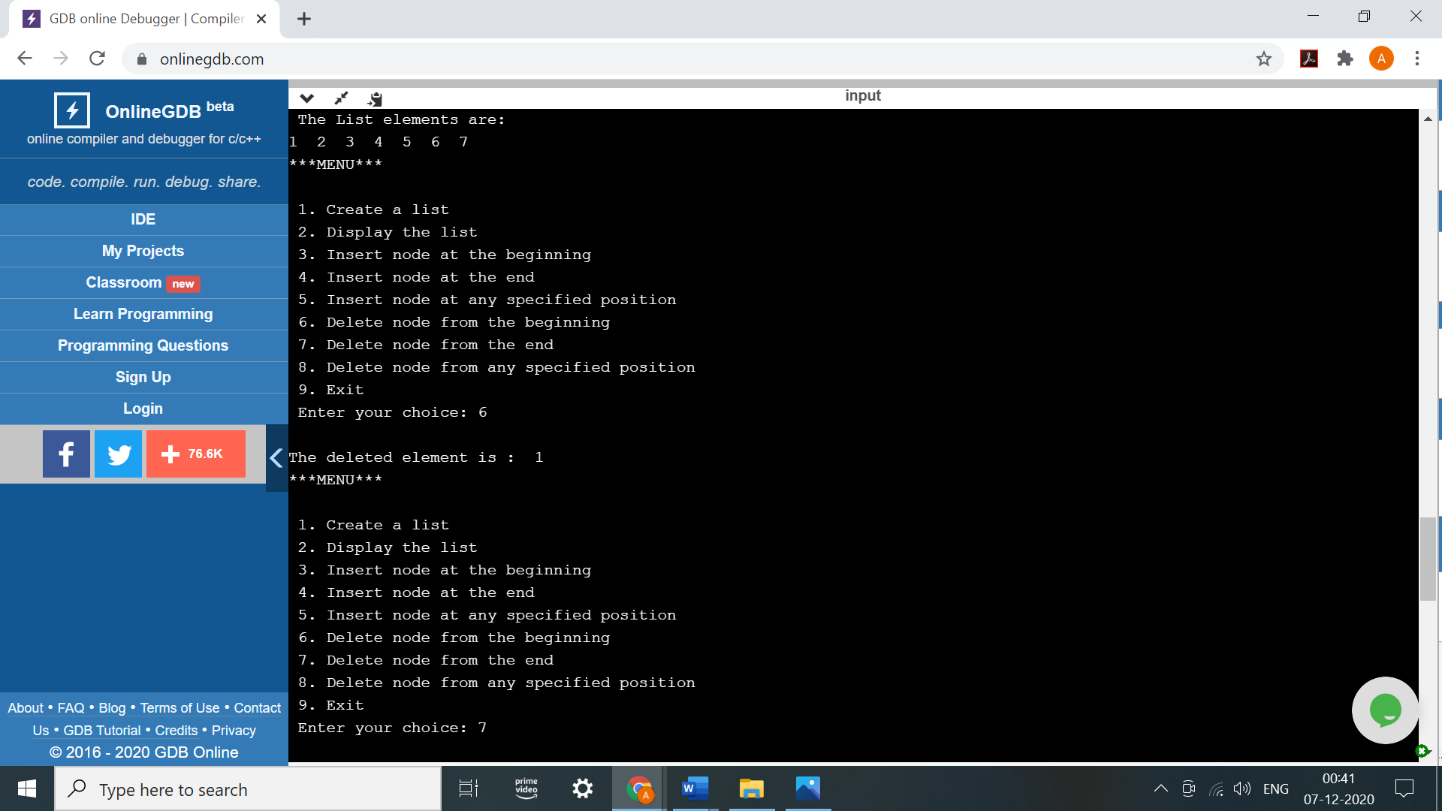 GDB online Debugger | Compiler
onlinegdb.com
A
OnlineGDB beta
online compiler and debugger for c/c++
code. compile. run. debug. share.
IDE
My Projects
Classroom new
Learn Programming
Programming Questions
Sign Up
Login
76.6K
About • FAQ • Blog • Terms of Use • Contact
Us • GDB Tutorial • Credits • Privacy
© 2016 - 2020 GDB Online
input
The List elements are:
1 2 3 4 5 6 7
***MENU***
1. Create a list
2. Display the list
3. Insert node at the beginning
4. Insert node at the end
5. Insert node at any specified position
6. Delete node from the beginning
7. Delete node from the end
8. Delete node from any specified position
9. Exit
Enter your choice: 6
The deleted element is : 1
***MENU***
1. Create a list
2. Display the list
3. Insert node at the beginning
4. Insert node at the end
5. Insert node at any specified position
6. Delete node from the beginning
7. Delete node from the end
8. Delete node from any specified position
9. Exit
Enter your choice: 7
Type here to search
prime
video
A
W
ENG
00:41
07-12-2020